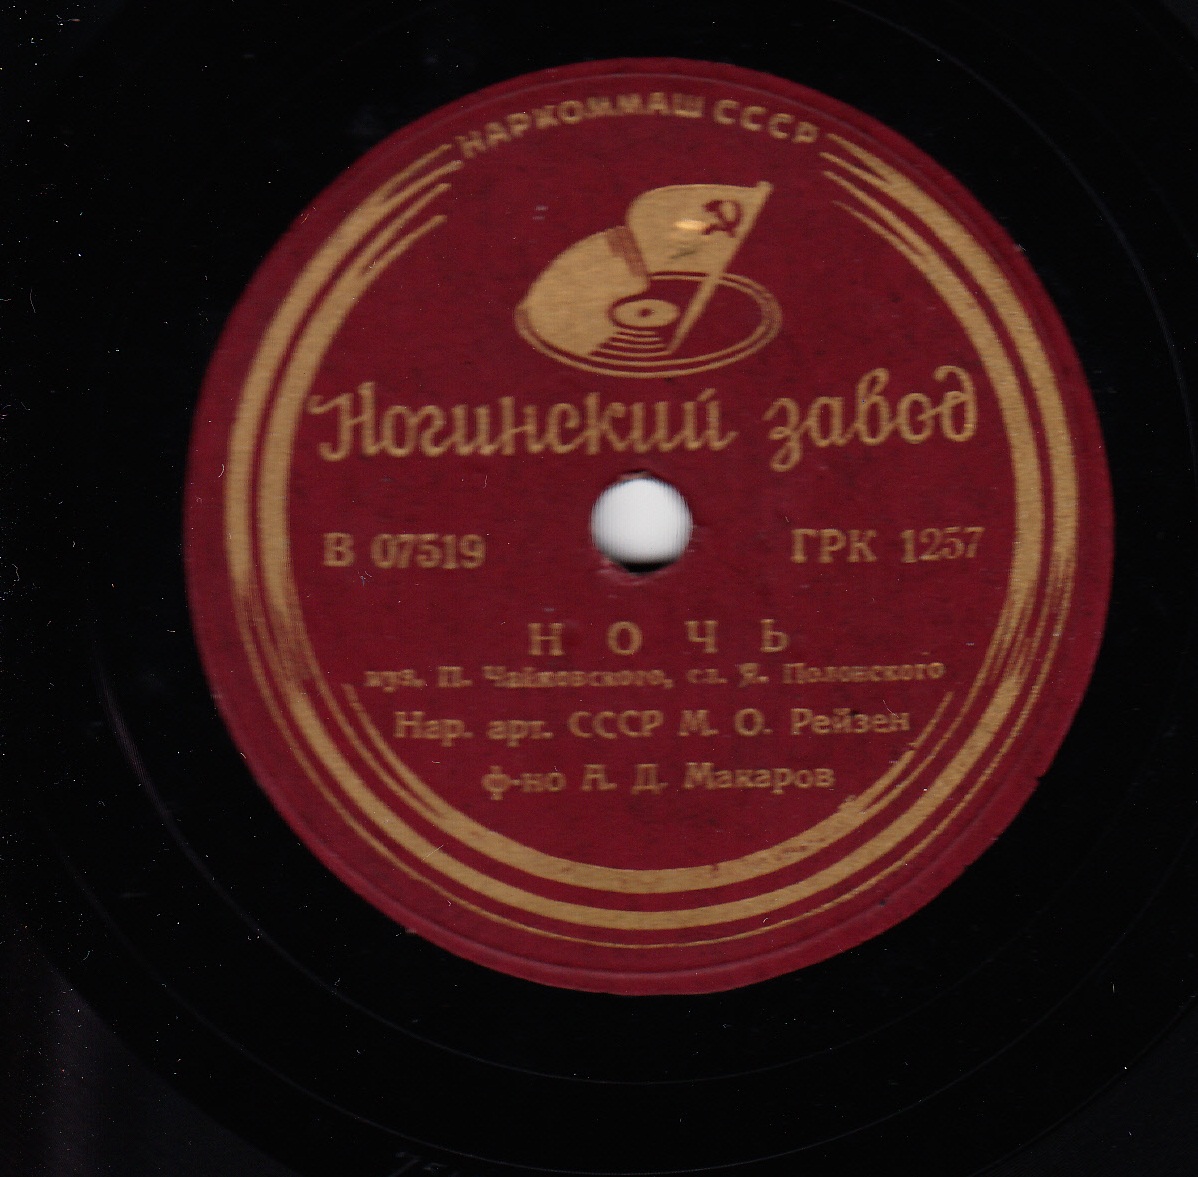 НАРКОММАШ СССР
Ногинский завод
В 07519 ГРК 1257
НОЧЬ
муз. П. Чайковского, сл. Я. Полонского
Нар. арт. СССР М. О. Рейзен
ф-но А. Д. Макаров